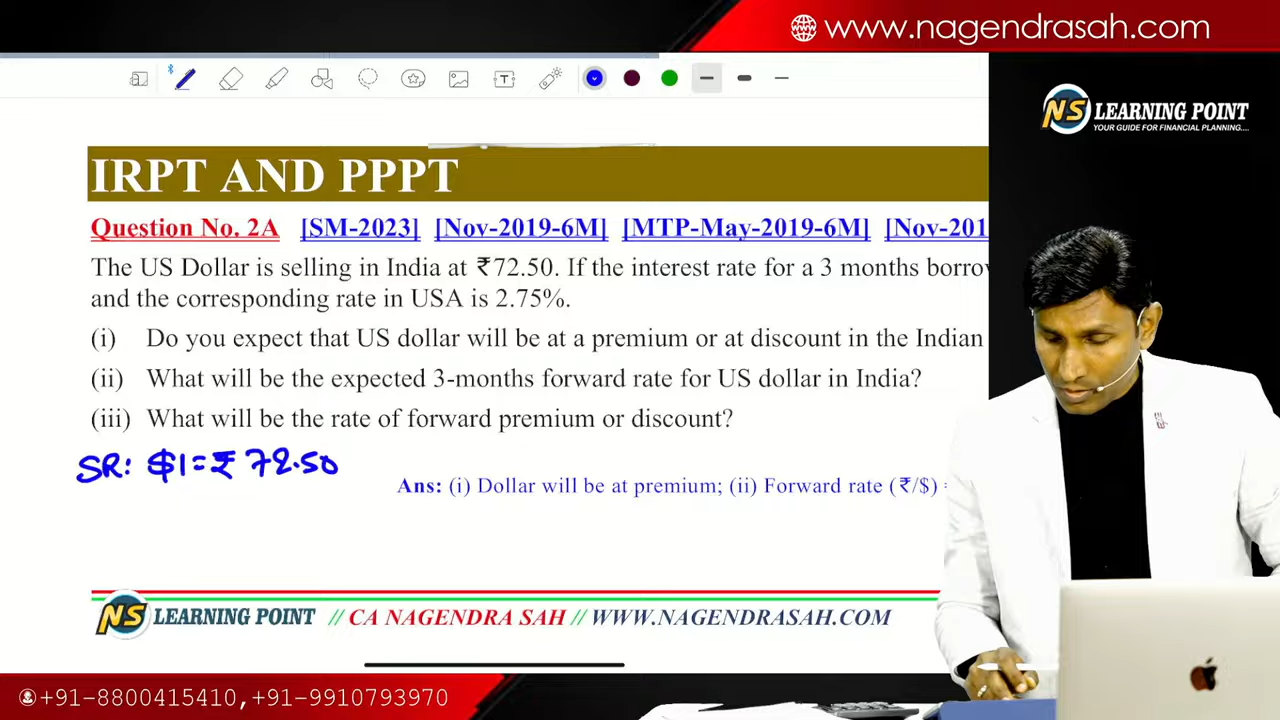 www.nagendrasah.com
NS LEARNING POINT
YOUR GUIDE FOR FINANCIAL PLANNING....
IRPT AND PPPT
Question No. 2A [SM-2023] [Nov-2019-6M] [MTP-May-2019-6M] [Nov-201
The US Dollar is selling in India at ₹72.50. If the interest rate for a 3 months borrow
and the corresponding rate in USA is 2.75%.
(i) Do you expect that US dollar will be at a premium or at discount in the Indian
(ii) What will be the expected 3-months forward rate for US dollar in India?
(iii) What will be the rate of forward premium or discount?
SR: $1=₹ 72.50
Ans: (i) Dollar will be at premium; (ii) Forward rate (₹/$) =
NS LEARNING POINT // CA NAGENDRA SAH // WWW.NAGENDRASAH.COM
+91-8800415410,+91-9910793970